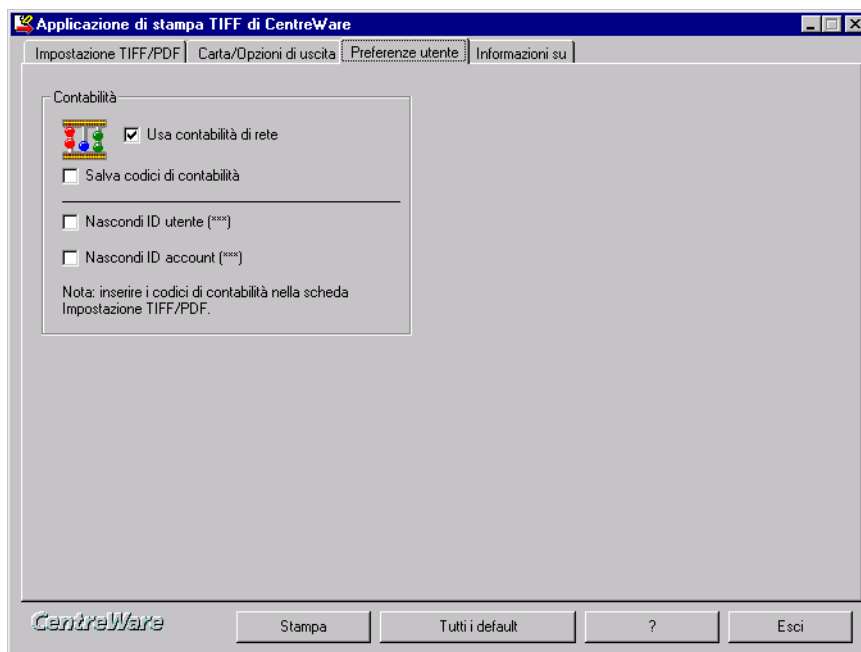 Applicazione di stampa TIFF di CentreWare
Impostazione TIFF/PDF Carta/Opzioni di uscita Preferenze utente Informazioni su
Contabilità
Usa contabilità di rete
Salva codici di contabilità
Nascondi ID utente (***)
Nascondi ID account (***)
Nota: inserire i codici di contabilità nella scheda
Impostazione TIFF/PDF.
CentreWare Stampa Tutti i default ? Esci